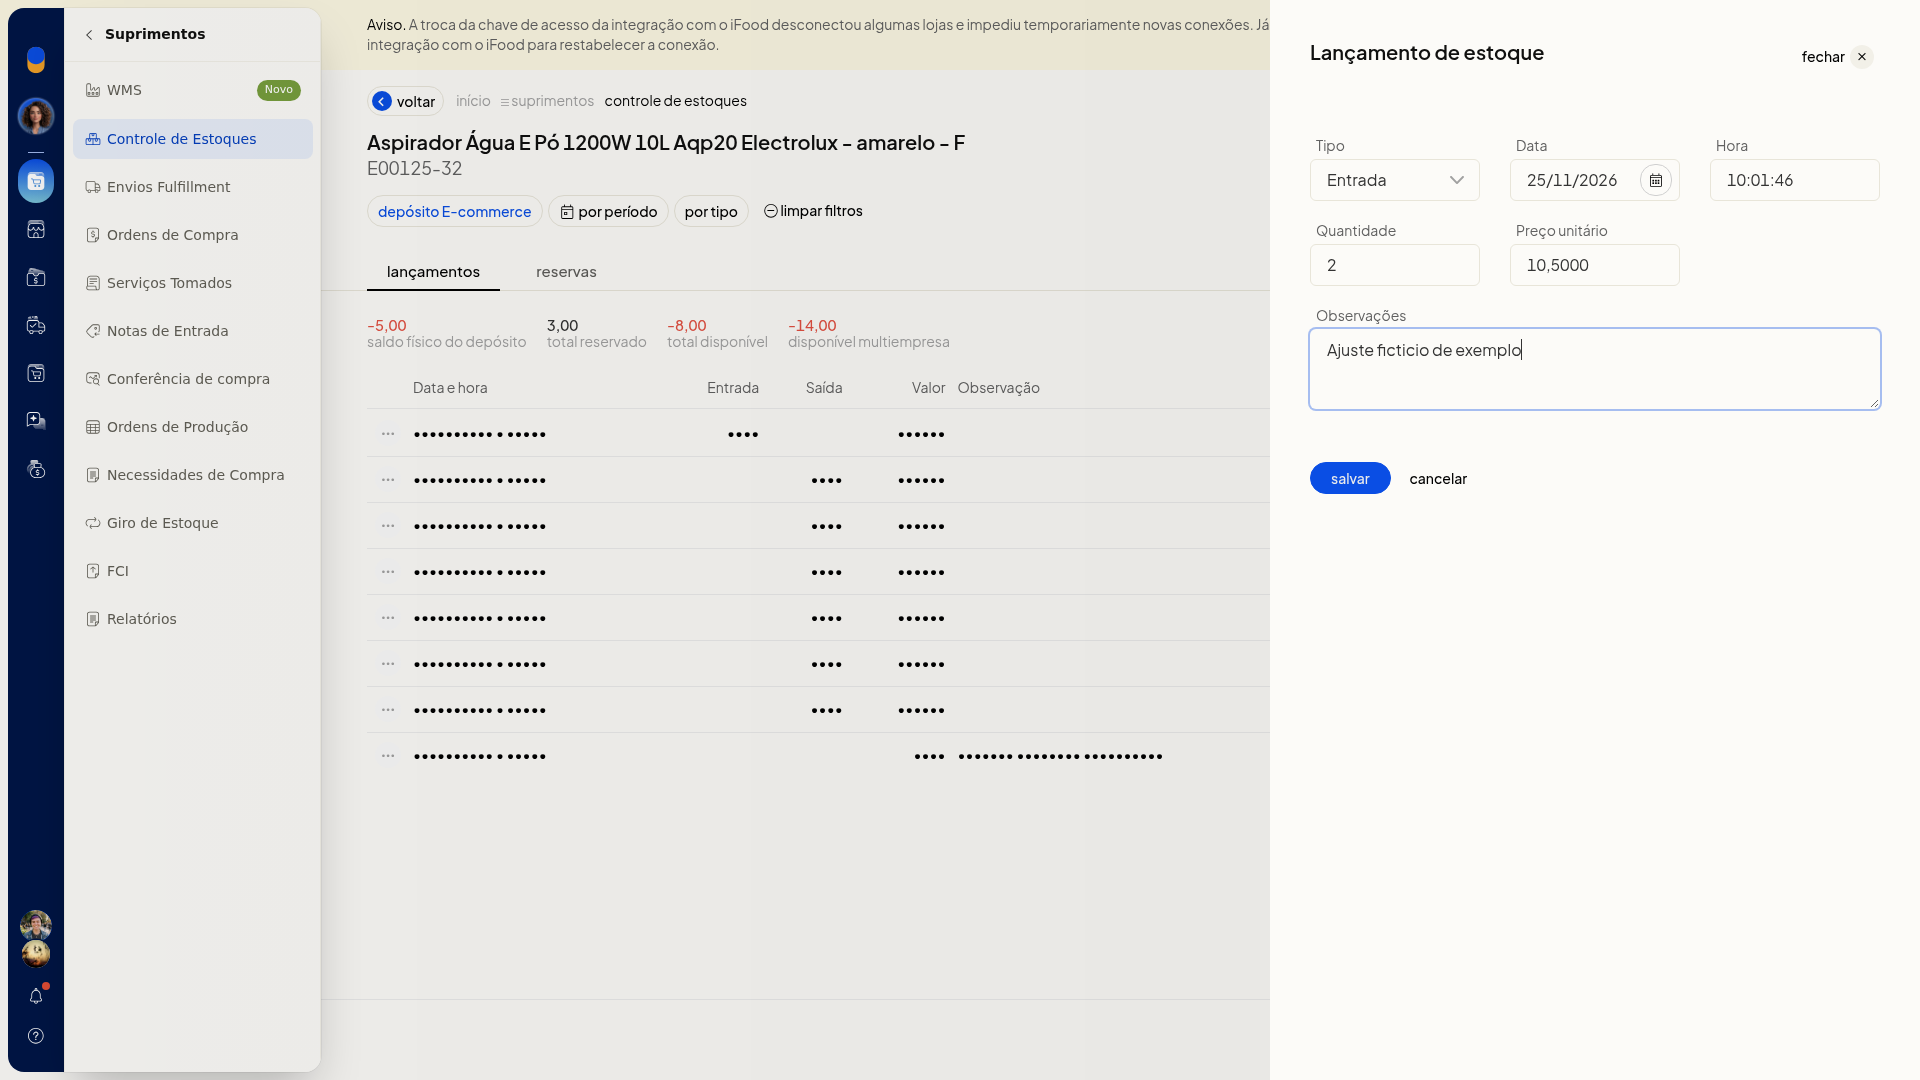 Suprimentos
WMS
Novo
Controle de Estoques
Envios Fulfillment
Ordens de Compra
Serviços Tomados
Notas de Entrada
Conferência de compra
Ordens de Produção
Necessidades de Compra
Giro de Estoque
FCI
Relatórios
Aviso. A troca da chave de acesso da integração com o iFood desconectou algumas lojas e impediu temporariamente novas conexões. Já
integração com o iFood para restabelecer a conexão.
voltar início suprimentos controle de estoques
Aspirador Água E Pó 1200W 10L Aqp20 Electrolux - amarelo - F
E00125-32
depósito E-commerce por período por tipo limpar filtros
lançamentos reservas
-5,00 3,00 -8,00 -14,00
saldo físico do depósito total reservado total disponível disponível multiempresa
Data e hora Entrada Saída Valor Observação
Lançamento de estoque
fechar
Tipo Data Hora
Entrada 25/11/2026 10:01:46
Quantidade Preço unitário
2 10,5000
Observações
Ajuste ficticio de exemplo
salvar cancelar